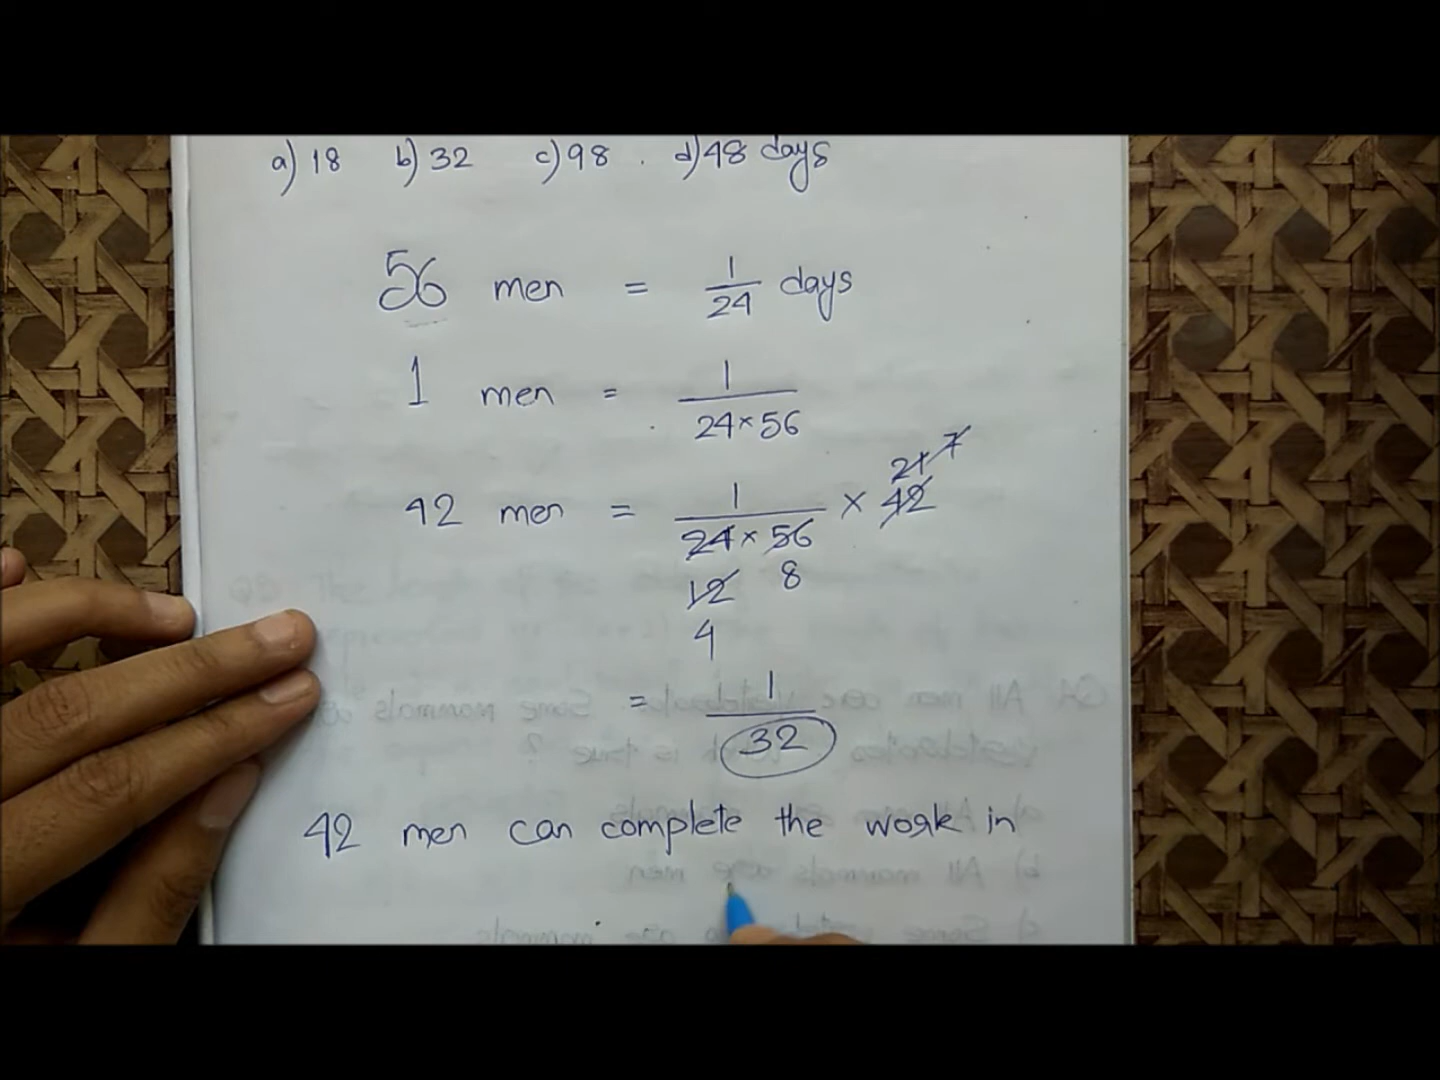 a) 18 b) 32 c) 98 d) 48 days
56 men = 1/24 days
1 men = 1/(24×56)
42 men = 1/(24×56) × 42
21 7
12 8
4
= 1/32
42 men can complete the work in